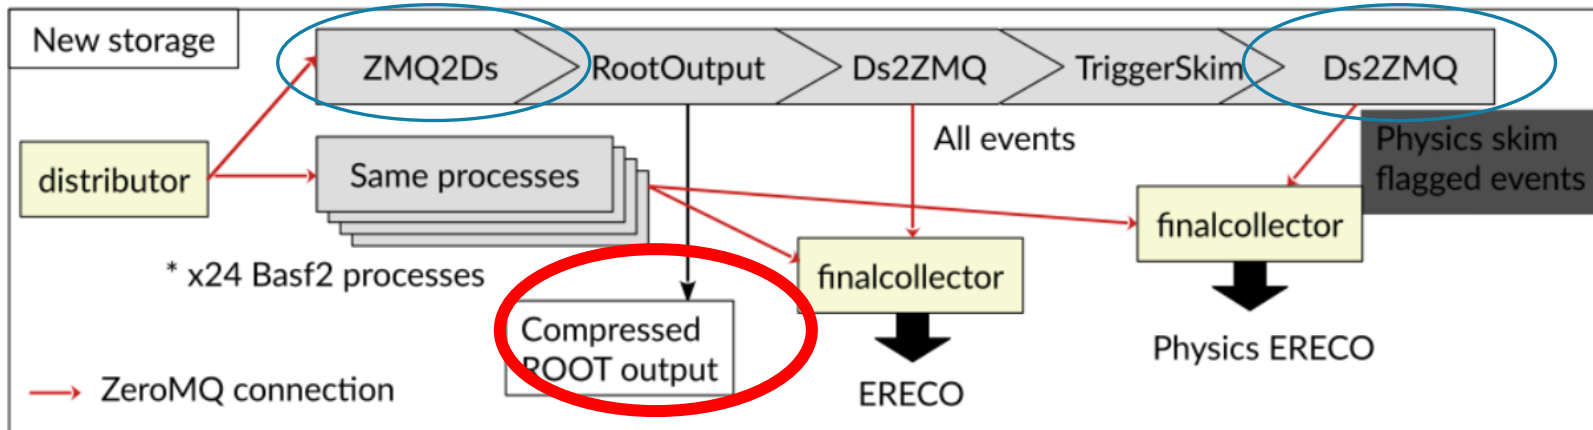 New storage
ZMQ2Ds
RootOutput
Ds2ZMQ
TriggerSkim
Ds2ZMQ
distributor
Same processes
All events
Physics skim
flagged events
finalcollector
* x24 Basf2 processes
finalcollector
Compressed
ROOT output
Physics ERECO
ZeroMQ connection
ERECO